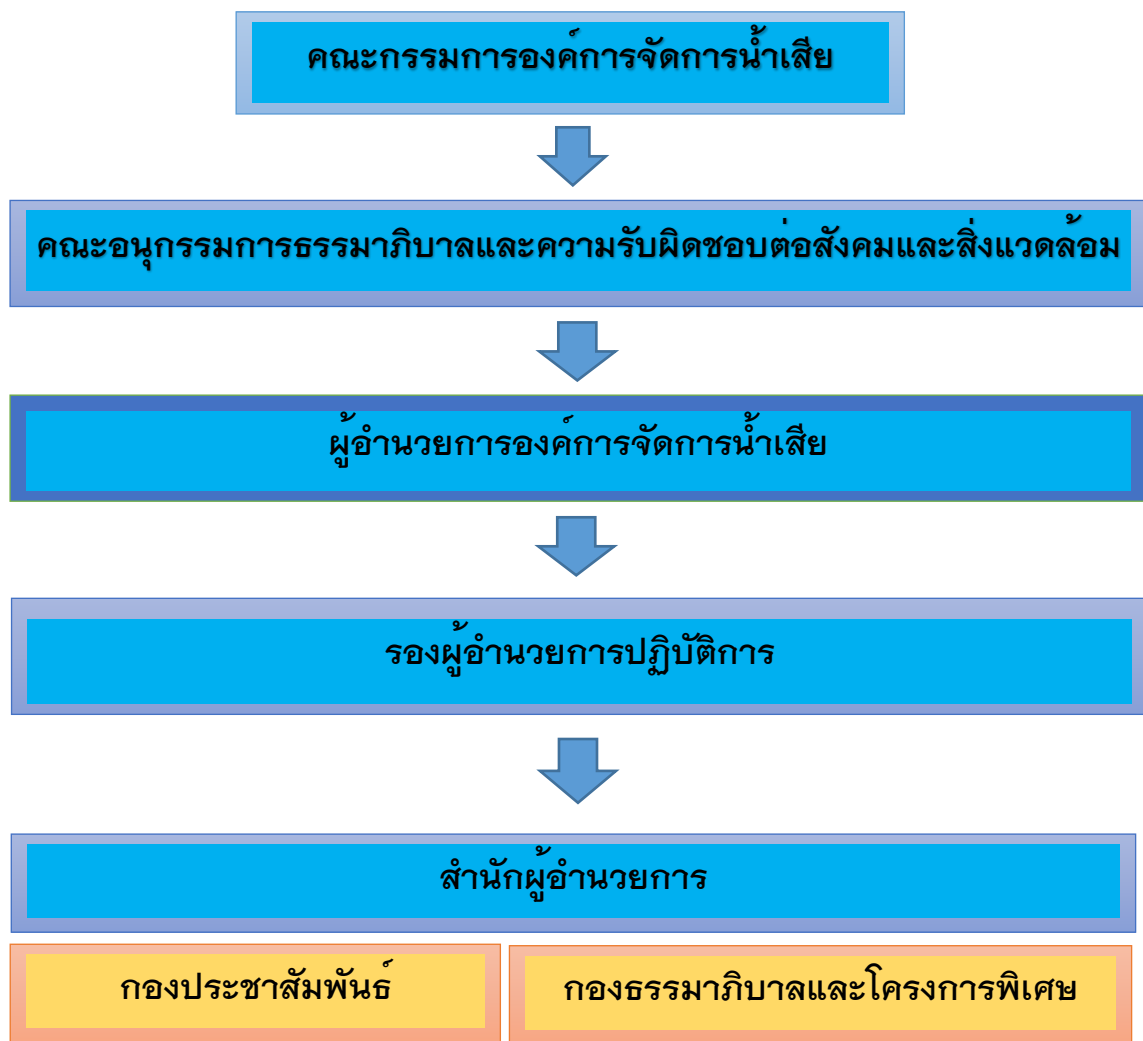 คณะกรรมการองค์การจัดการน้ำเสีย
คณะอนุกรรมการธรรมาภิบาลและความรับผิดชอบต่อสังคมและสิ่งแวดล้อม
ผู้อำนวยการองค์การจัดการน้ำเสีย
รองผู้อำนวยการปฏิบัติการ
สำนักผู้อำนวยการ
กองประชาสัมพันธ์
กองธรรมาภิบาลและโครงการพิเศษ